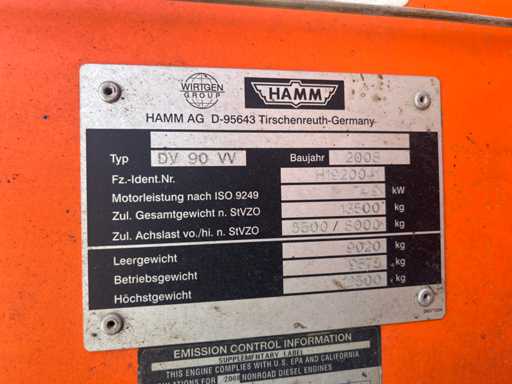 WIRTGEN
GROUP
HAMM
HAMM AG D-95643 Tirschenreuth-Germany
Typ DV 90 VV Baujahr 2008
Fz.-Ident.Nr.
Motorleistung nach ISO 9249 kW
Zul. Gesamtgewicht n. StVZO 13500 kg
Zul. Achslast vo./hi. n. StVZO kg
Leergewicht 9020 kg
Betriebsgewicht kg
Höchstgewicht kg
EMISSION CONTROL INFORMATION
SUPPLEMENTARY LABEL
THIS ENGINE COMPLIES WITH U.S. EPA AND CALIFORNIA
FOR 2008 NONROAD DIESEL ENGINES